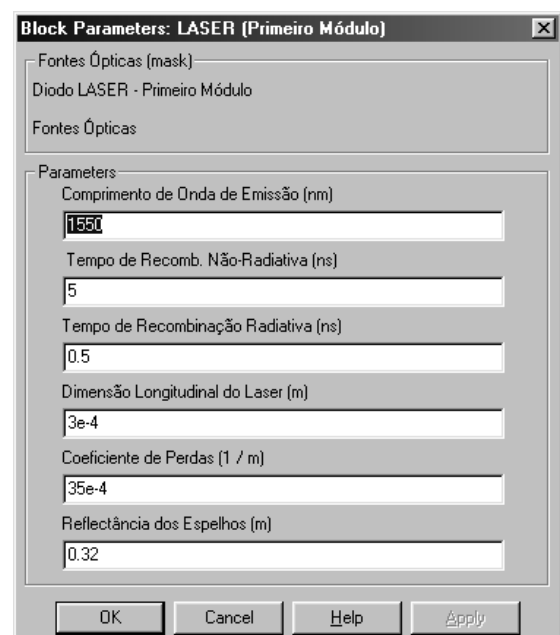 Block Parameters: LASER (Primeiro Módulo)
Fontes Ópticas (mask)
Diodo LASER - Primeiro Módulo
Fontes Ópticas
Parameters
Comprimento de Onda de Emissão (nm)
1550
Tempo de Recomb. Não-Radiativa (ns)
5
Tempo de Recombinação Radiativa (ns)
0.5
Dimensão Longitudinal do Laser (m)
3e-4
Coeficiente de Perdas (1 / m)
35e-4
Reflectância dos Espelhos (m)
0.32
OK Cancel Help Apply